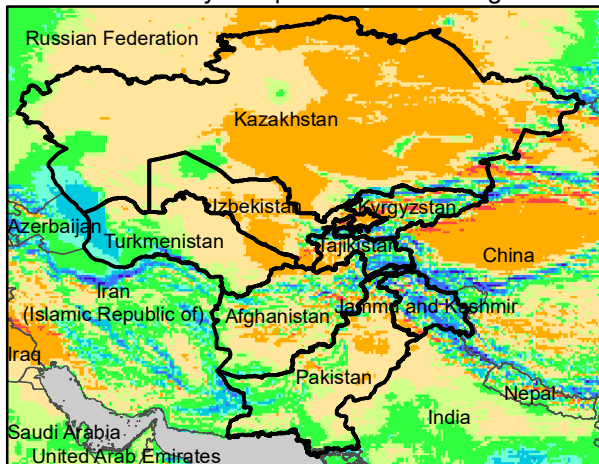 Russian Federation
Kazakhstan
Uzbekistan
Kyrgyzstan
Azerbaijan
Turkmenistan
Tajikistan
China
Iran
(Islamic Republic of)
Afghanistan
Jammu and Kashmir
Iraq
Pakistan
Nepal
Saudi Arabia
India
United Arab Emirates